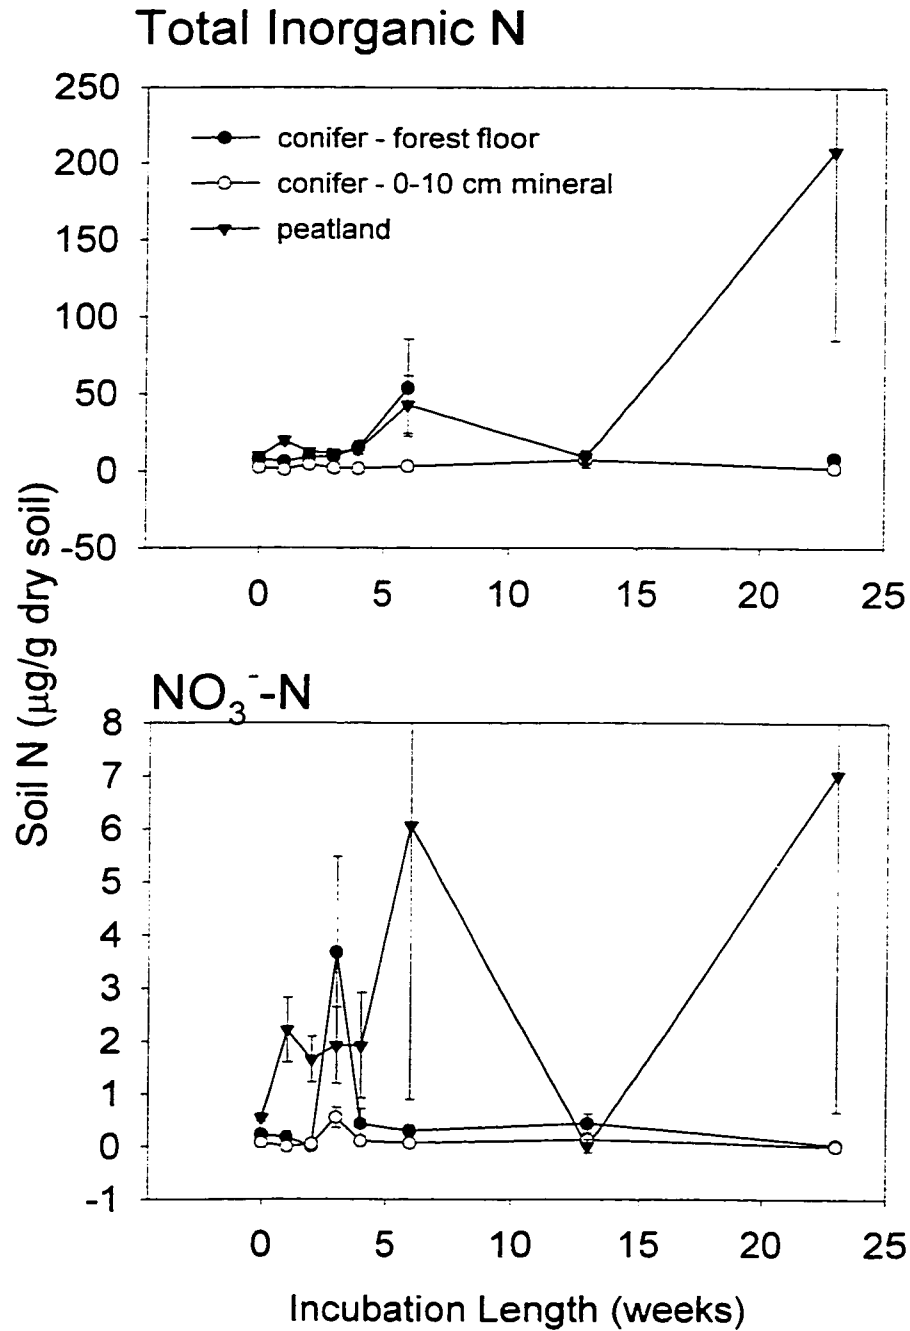 Total Inorganic N
250
200
150
100
50
0
-50
conifer - forest floor
conifer - 0-10 cm mineral
peatland
0 5 10 15 20 25
Soil N (µg/g dry soil)
NO₃⁻-N
8
7
6
5
4
3
2
1
0
-1
0 5 10 15 20 25
Incubation Length (weeks)